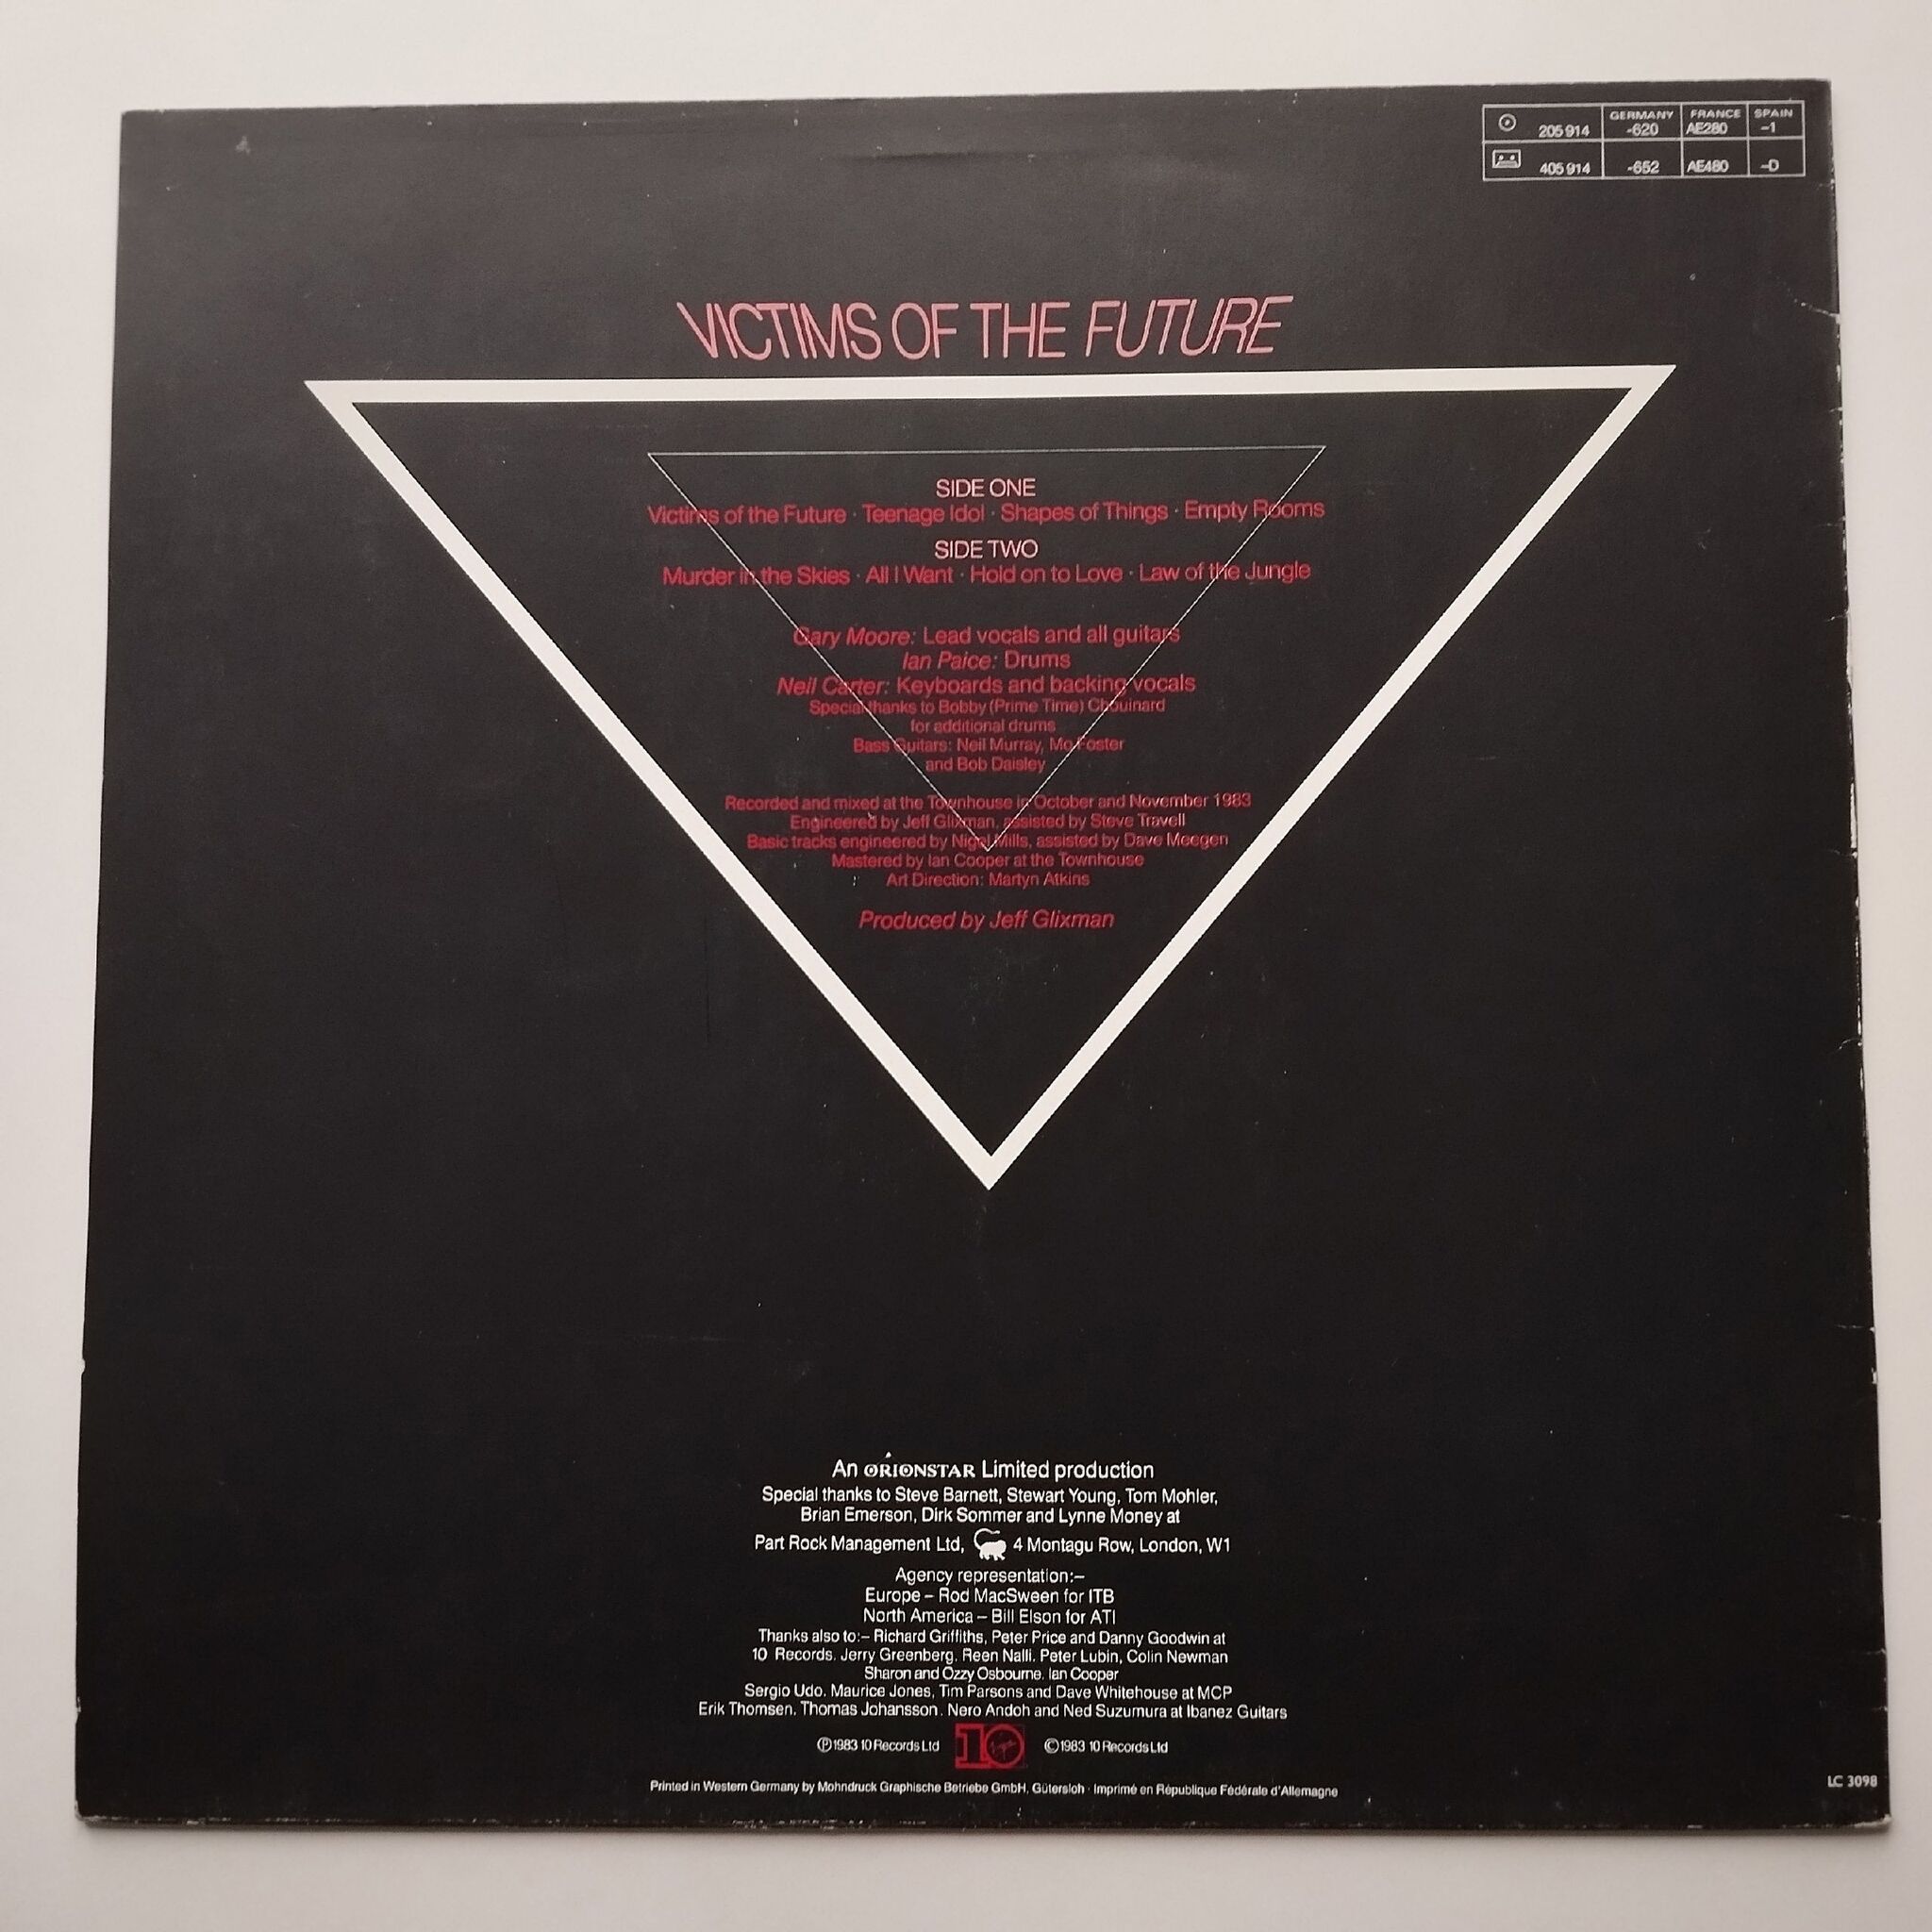 GERMANY FRANCE SPAIN
205 914 -620 AE280 -1
405 914 -652 AE480 -D
VICTIMS OF THE FUTURE
SIDE ONE
Victims of the Future · Teenage Idol · Shapes of Things · Empty Rooms
SIDE TWO
Murder in the Skies · All I Want · Hold on to Love · Law of the Jungle
Gary Moore: Lead vocals and all guitars
Ian Paice: Drums
Neil Carter: Keyboards and backing vocals
Special thanks to Bobby (Prime Time) Chouinard
for additional drums
Bass Guitars: Neil Murray, Mo Foster
and Bob Daisley
Recorded and mixed at the Townhouse in October and November 1983
Engineered by Jeff Glixman, assisted by Steve Travell
Basic tracks engineered by Nigel Mills, assisted by Dave Meegen
Mastered by Ian Cooper at the Townhouse
Art Direction: Martyn Atkins
Produced by Jeff Glixman
An ORIONSTAR Limited production
Special thanks to Steve Barnett, Stewart Young, Tom Mohler,
Brian Emerson, Dirk Sommer and Lynne Money at
Part Rock Management Ltd, 4 Montagu Row, London, W1
Agency representation:–
Europe – Rod MacSween for ITB
North America – Bill Elson for ATI
Thanks also to:– Richard Griffiths, Peter Price and Danny Goodwin at
10 Records. Jerry Greenberg. Reen Nalli. Peter Lubin, Colin Newman
Sharon and Ozzy Osbourne. Ian Cooper
Sergio Udo. Maurice Jones, Tim Parsons and Dave Whitehouse at MCP
Erik Thomsen. Thomas Johansson. Nero Andoh and Ned Suzumura at Ibanez Guitars
℗1983 10 Records Ltd 10 Virgin ©1983 10 Records Ltd
Printed in Western Germany by Mohndruck Graphische Betriebe GmbH, Gütersloh · Imprimé en République Fédérale d'Allemagne
LC 3098